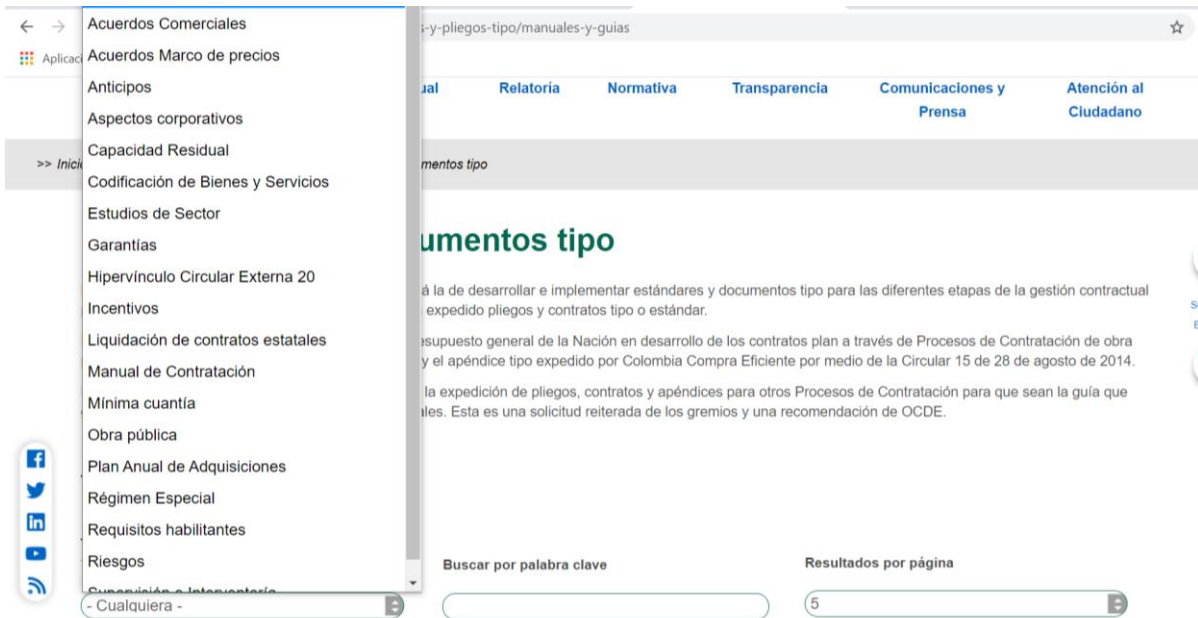 Acuerdos Comerciales
s-y-pliegos-tipo/manuales-y-guias
Acuerdos Marco de precios
Aplicaci
Anticipos
ual Relatoría Normativa Transparencia Comunicaciones y Prensa Atención al Ciudadano
Aspectos corporativos
Capacidad Residual
>> Inicio
umentos tipo
Codificación de Bienes y Servicios
Estudios de Sector
Garantías
umentos tipo
Hipervínculo Circular Externa 20
Incentivos
á la de desarrollar e implementar estándares y documentos tipo para las diferentes etapas de la gestión contractual
expedido pliegos y contratos tipo o estándar.
Liquidación de contratos estatales
esupuesto general de la Nación en desarrollo de los contratos plan a través de Procesos de Contratación de obra
y el apéndice tipo expedido por Colombia Compra Eficiente por medio de la Circular 15 de 28 de agosto de 2014.
Manual de Contratación
la expedición de pliegos, contratos y apéndices para otros Procesos de Contratación para que sean la guía que
les. Esta es una solicitud reiterada de los gremios y una recomendación de OCDE.
Mínima cuantía
Obra pública
Plan Anual de Adquisiciones
Régimen Especial
Requisitos habilitantes
Riesgos
Supervisión e Interventoría
Buscar por palabra clave
Resultados por página
- Cualquiera -
5